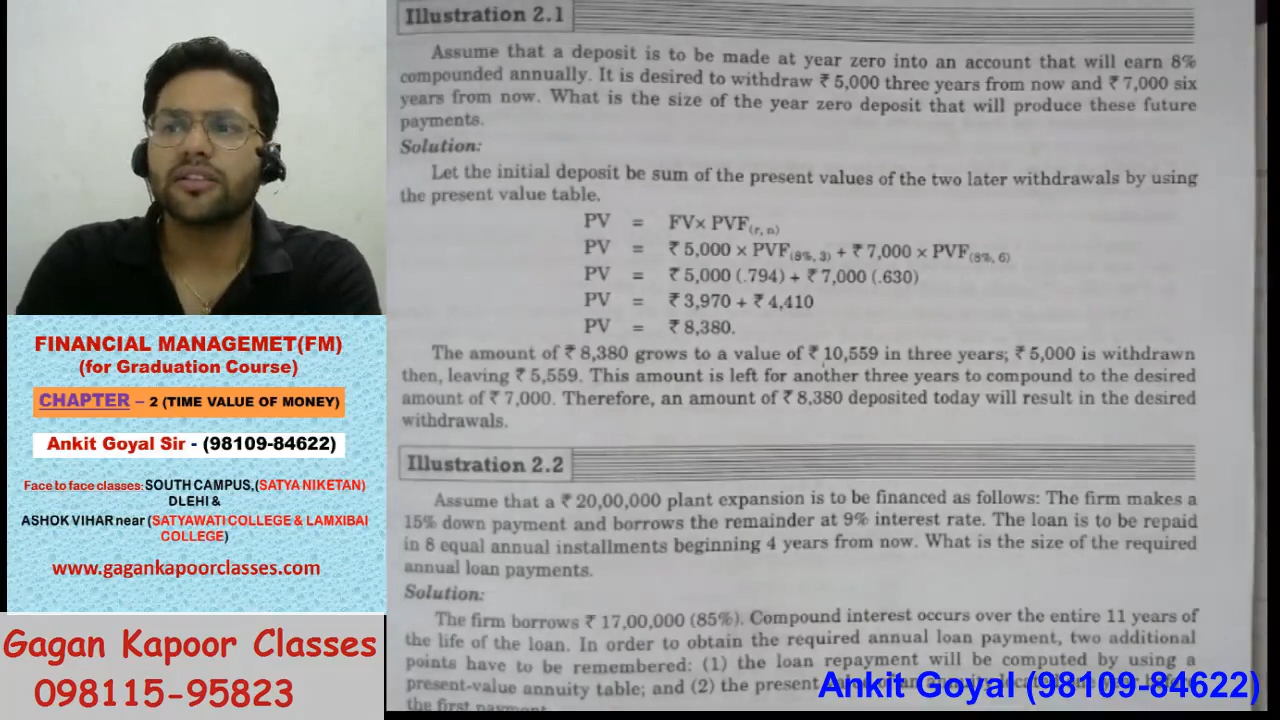 Illustration 2.1
Assume that a deposit is to be made at year zero into an account that will earn 8%
compounded annually. It is desired to withdraw ₹ 5,000 three years from now and ₹ 7,000 six
years from now. What is the size of the year zero deposit that will produce these future
payments.
Solution:
Let the initial deposit be sum of the present values of the two later withdrawals by using
the present value table.
PV = FV× PVF(r, n)
PV = ₹ 5,000 × PVF(8%, 3) + ₹ 7,000 × PVF(8%, 6)
PV = ₹ 5,000 (.794) + ₹ 7,000 (.630)
PV = ₹ 3,970 + ₹ 4,410
PV = ₹ 8,380.
The amount of ₹ 8,380 grows to a value of ₹ 10,559 in three years; ₹ 5,000 is withdrawn
then, leaving ₹ 5,559. This amount is left for another three years to compound to the desired
amount of ₹ 7,000. Therefore, an amount of ₹ 8,380 deposited today will result in the desired
withdrawals.
Illustration 2.2
Assume that a ₹ 20,00,000 plant expansion is to be financed as follows: The firm makes a
15% down payment and borrows the remainder at 9% interest rate. The loan is to be repaid
in 8 equal annual installments beginning 4 years from now. What is the size of the required
annual loan payments.
Solution:
The firm borrows ₹ 17,00,000 (85%). Compound interest occurs over the entire 11 years of
the life of the loan. In order to obtain the required annual loan payment, two additional
points have to be remembered: (1) the loan repayment will be computed by using a
present-value annuity table; and (2) the present
the first payment.
FINANCIAL MANAGEMET(FM)
(for Graduation Course)
CHAPTER – 2 (TIME VALUE OF MONEY)
Ankit Goyal Sir - (98109-84622)
Face to face classes: SOUTH CAMPUS,(SATYA NIKETAN)
DLEHI &
ASHOK VIHAR near (SATYAWATI COLLEGE & LAMXIBAI
COLLEGE)
www.gagankapoorclasses.com
Gagan Kapoor Classes
098115-95823
Ankit Goyal (98109-84622)